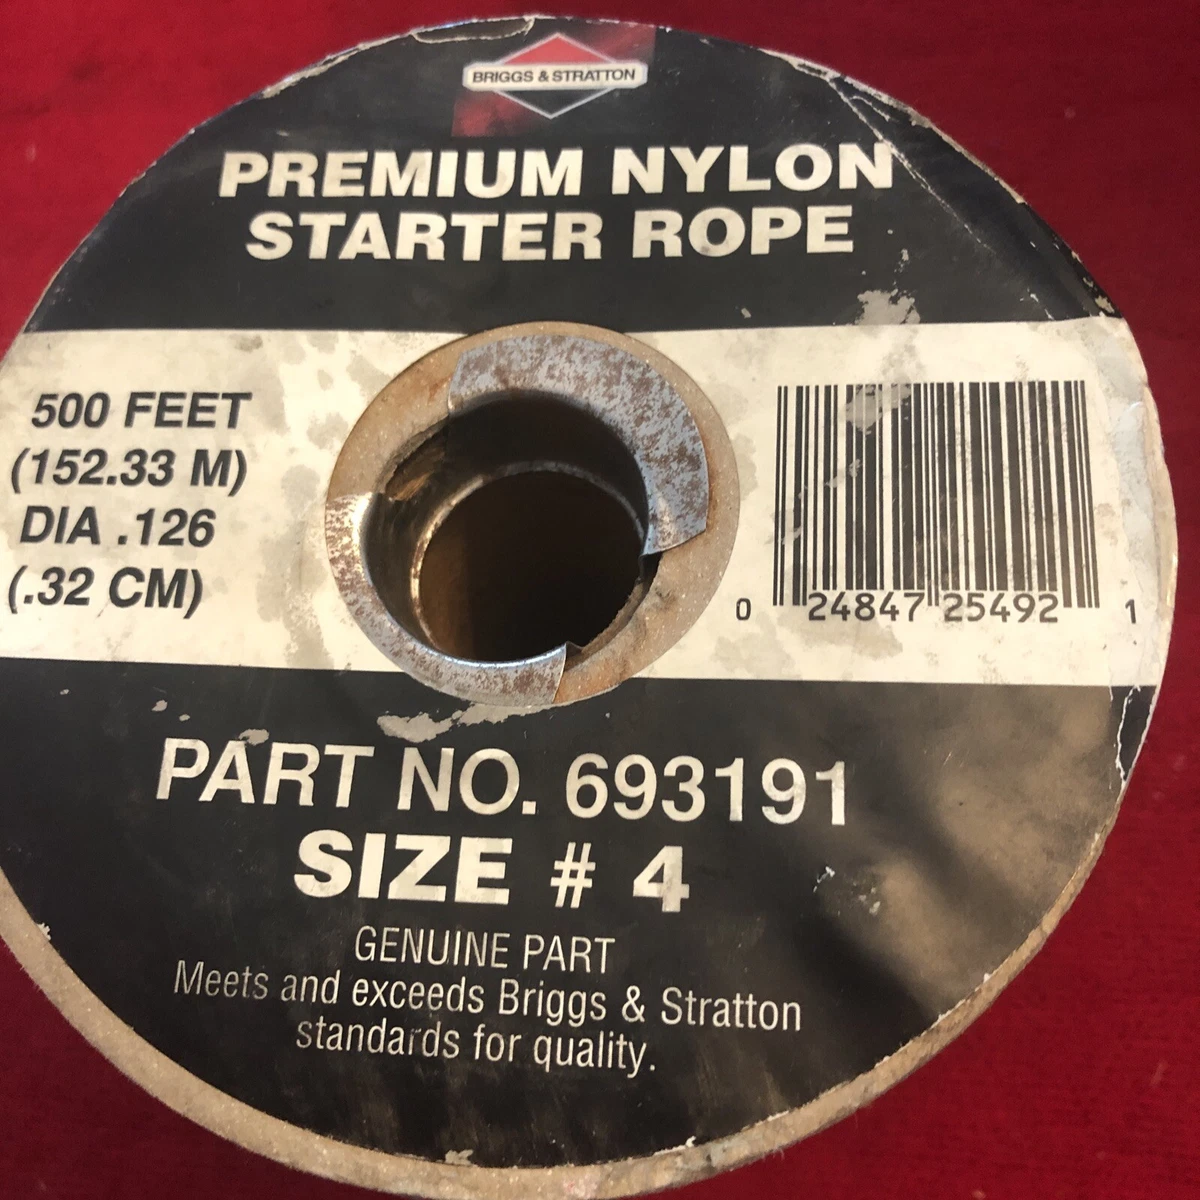 BRIGGS & STRATTON
PREMIUM NYLON
STARTER ROPE
500 FEET
(152.33 M)
DIA .126
(.32 CM)
0 24847 25492 1
PART NO. 693191
SIZE # 4
GENUINE PART
Meets and exceeds Briggs & Stratton
standards for quality.